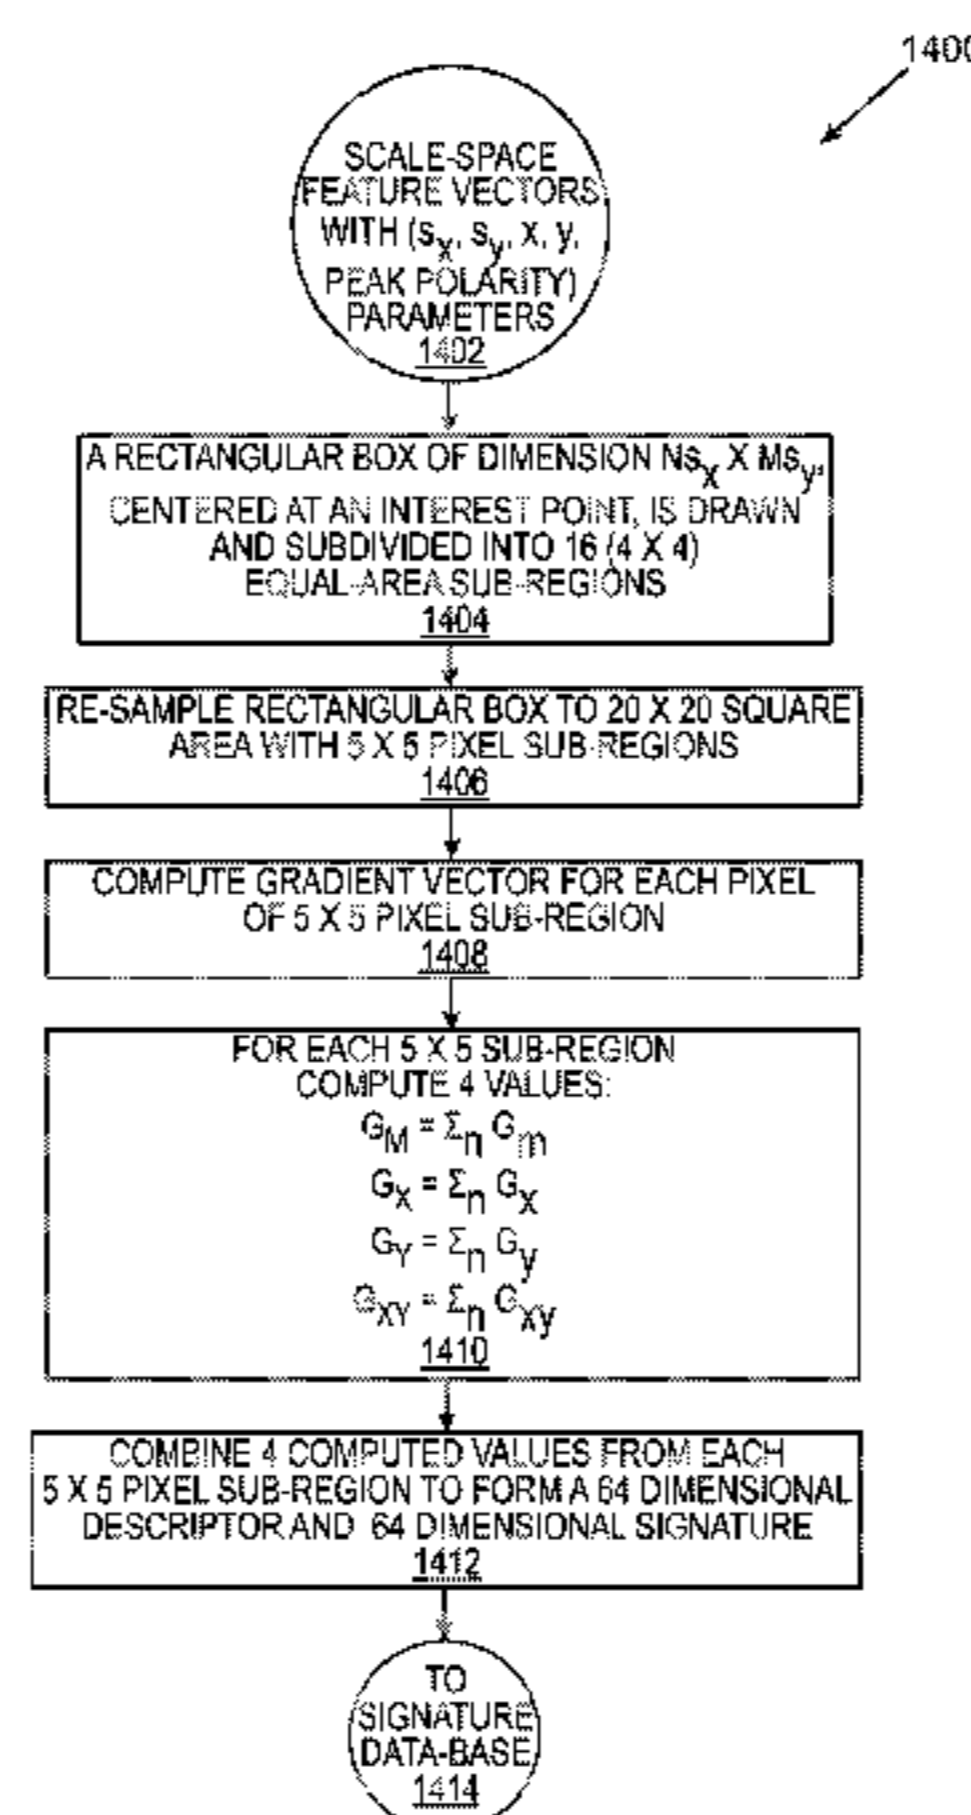 1400
SCALE-SPACE
FEATURE VECTORS
WITH (sx, sy, x, y,
PEAK POLARITY)
PARAMETERS
1402
A RECTANGULAR BOX OF DIMENSION Nsx X Msy,
CENTERED AT AN INTEREST POINT, IS DRAWN
AND SUBDIVIDED INTO 16 (4 X 4)
EQUAL-AREA SUB-REGIONS
1404
RE-SAMPLE RECTANGULAR BOX TO 20 X 20 SQUARE
AREA WITH 5 X 5 PIXEL SUB-REGIONS
1406
COMPUTE GRADIENT VECTOR FOR EACH PIXEL
OF 5 X 5 PIXEL SUB-REGION
1408
FOR EACH 5 X 5 SUB-REGION
COMPUTE 4 VALUES:
GM = Σn Gm
GX = Σn Gx
GY = Σn Gy
GXY = Σn Gxy
1410
COMBINE 4 COMPUTED VALUES FROM EACH
5 X 5 PIXEL SUB-REGION TO FORM A 64 DIMENSIONAL
DESCRIPTOR AND 64 DIMENSIONAL SIGNATURE
1412
TO
SIGNATURE
DATA-BASE
1414